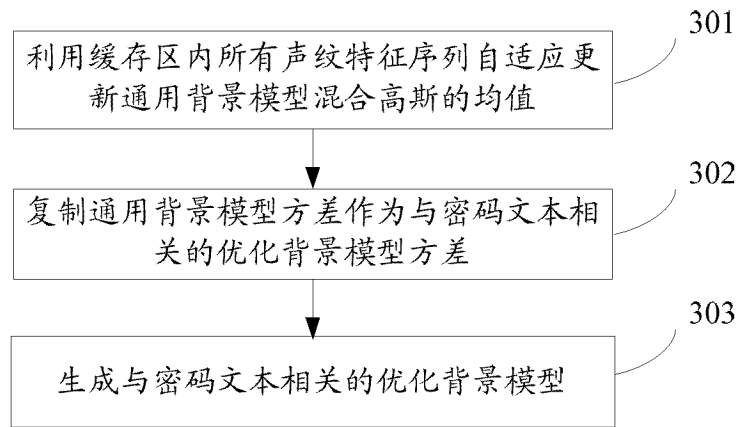 301
利用缓存区内所有声纹特征序列自适应更
新通用背景模型混合高斯的均值
302
复制通用背景模型方差作为与密码文本相
关的优化背景模型方差
303
生成与密码文本相关的优化背景模型